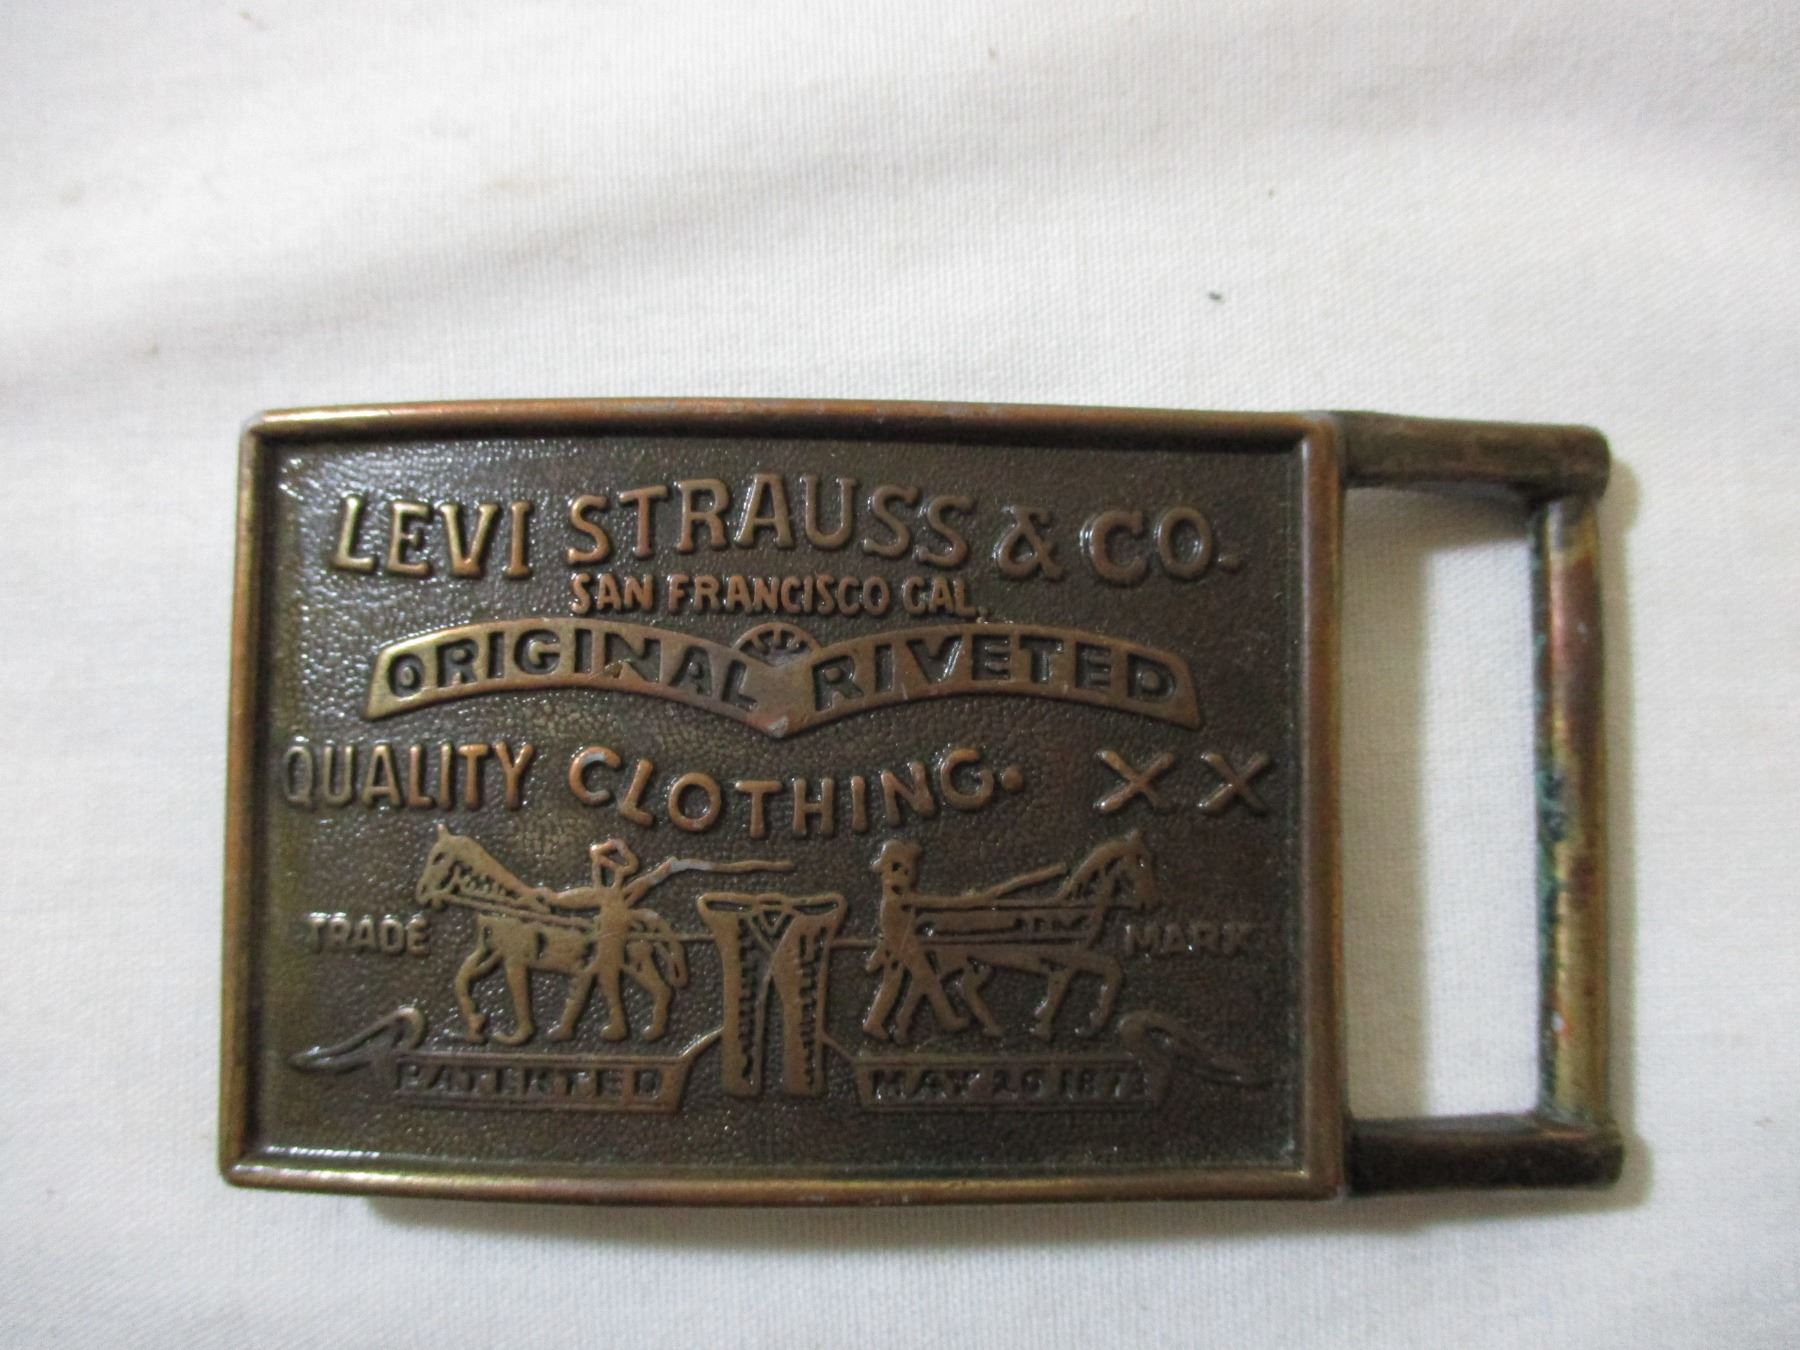 LEVI STRAUSS & CO.
SAN FRANCISCO CAL.
ORIGINAL RIVETED
QUALITY CLOTHING. XX
TRADE MARK
PATENTED MAY 20 1873